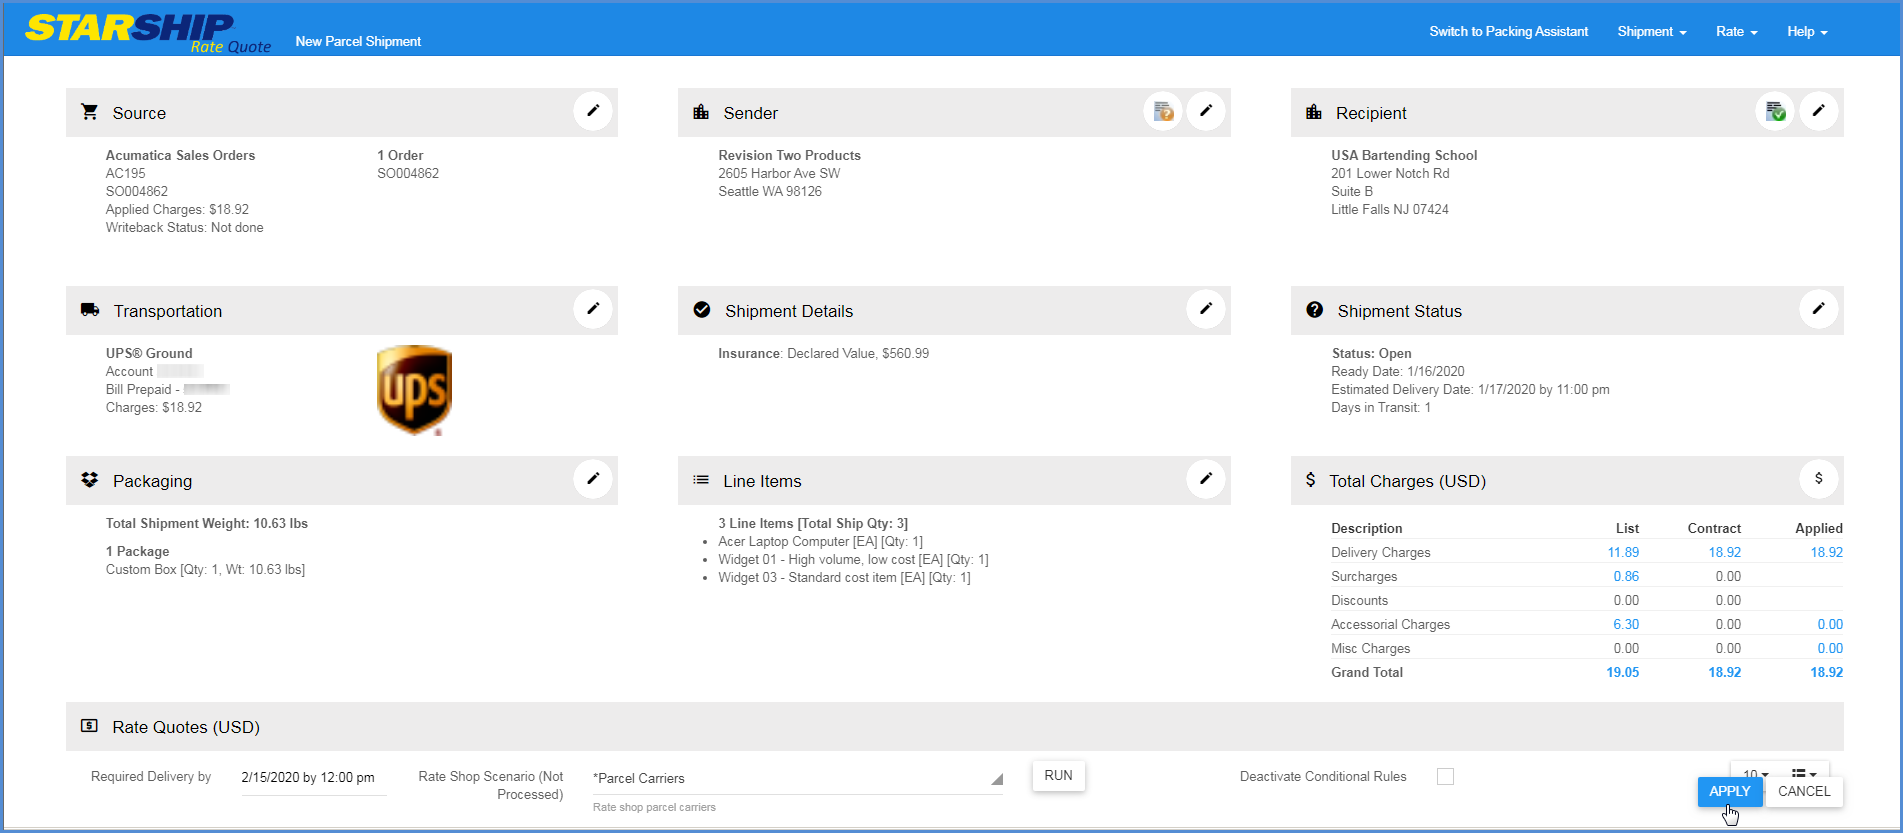 STARSHIP
Rate Quote
New Parcel Shipment
Switch to Packing Assistant
Shipment
Rate
Help
Source
Acumatica Sales Orders
AC195
SO004862
Applied Charges: $18.92
Writeback Status: Not done
1 Order
SO004862
Sender
Revision Two Products
2605 Harbor Ave SW
Seattle WA 98126
Recipient
USA Bartending School
201 Lower Notch Rd
Suite B
Little Falls NJ 07424
Transportation
UPS® Ground
Account
Bill Prepaid -
Charges: $18.92
ups
Shipment Details
Insurance: Declared Value, $560.99
Shipment Status
Status: Open
Ready Date: 1/16/2020
Estimated Delivery Date: 1/17/2020 by 11:00 pm
Days in Transit: 1
Packaging
Total Shipment Weight: 10.63 lbs
1 Package
Custom Box [Qty: 1, Wt: 10.63 lbs]
Line Items
3 Line Items [Total Ship Qty: 3]
• Acer Laptop Computer [EA] [Qty: 1]
• Widget 01 - High volume, low cost [EA] [Qty: 1]
• Widget 03 - Standard cost item [EA] [Qty: 1]
$ Total Charges (USD) $
Description List Contract Applied
Delivery Charges 11.89 18.92 18.92
Surcharges 0.86 0.00
Discounts 0.00 0.00
Accessorial Charges 6.30 0.00 0.00
Misc Charges 0.00 0.00 0.00
Grand Total 19.05 18.92 18.92
Rate Quotes (USD)
Required Delivery by
2/15/2020 by 12:00 pm
Rate Shop Scenario (Not
Processed)
*Parcel Carriers
Rate shop parcel carriers
RUN
Deactivate Conditional Rules
10
APPLY
CANCEL